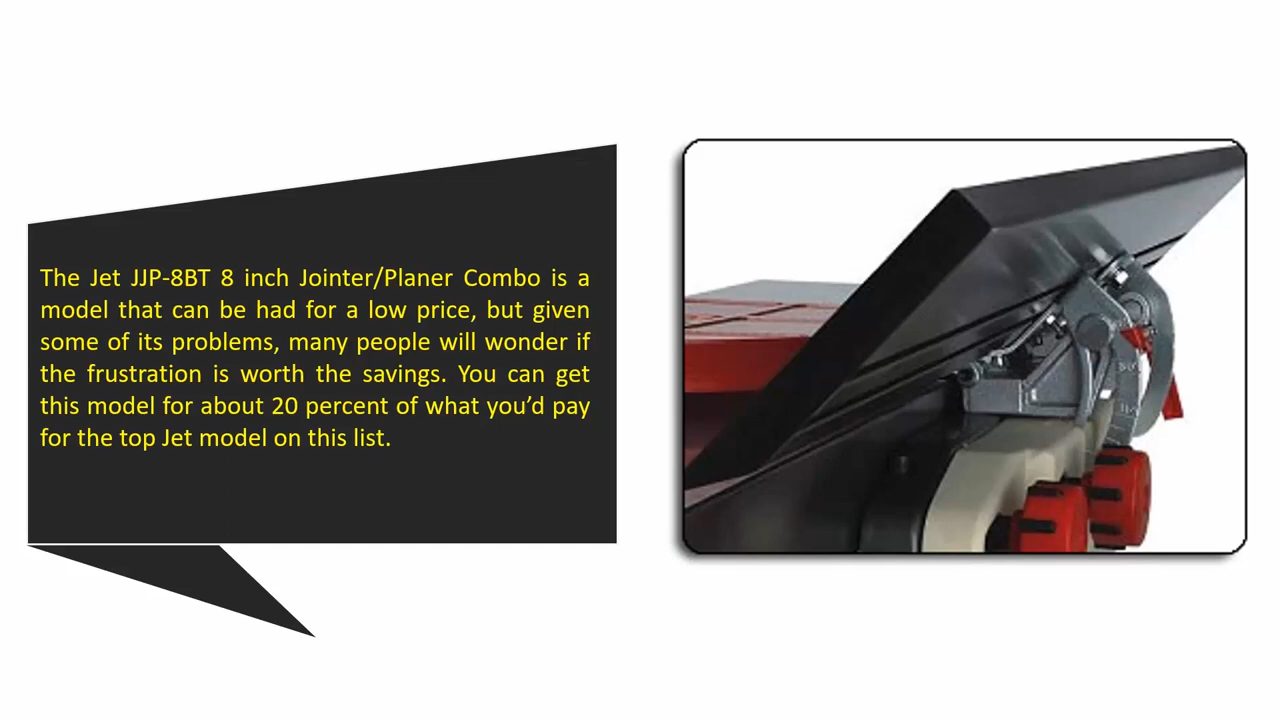 The Jet JJP-8BT 8 inch Jointer/Planer Combo is a
model that can be had for a low price, but given
some of its problems, many people will wonder if
the frustration is worth the savings. You can get
this model for about 20 percent of what you’d pay
for the top Jet model on this list.